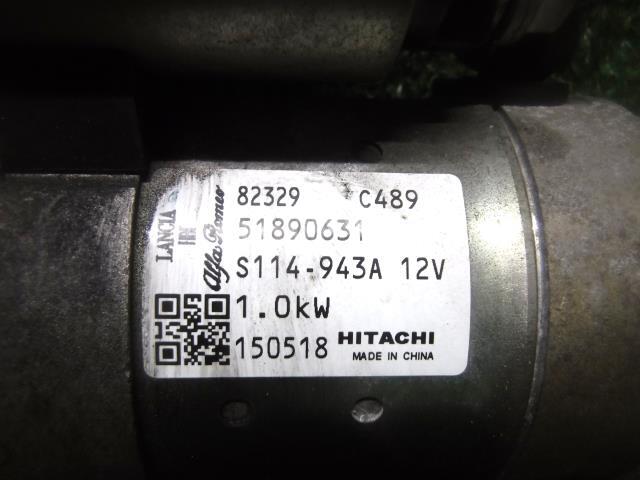 LANCIA
Alfa Romeo
82329 C489
51890631
S114-943A 12V
1.0kW
150518 HITACHI
MADE IN CHINA